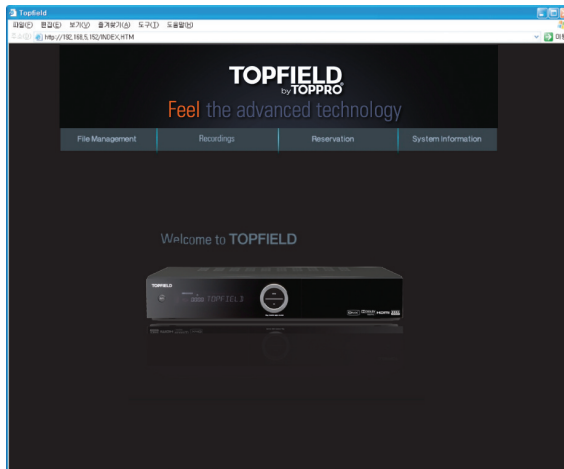 Topfield
파일(F) 편집(E) 보기(V) 즐겨찾기(A) 도구(T) 도움말(H)
http://192.168.5.152/INDEX.HTM
TOPFIELD
by TOPPRO
Feel the advanced technology
File Management Recordings Reservation System Information
Welcome to TOPFIELD
TOPFIELD
HDMI